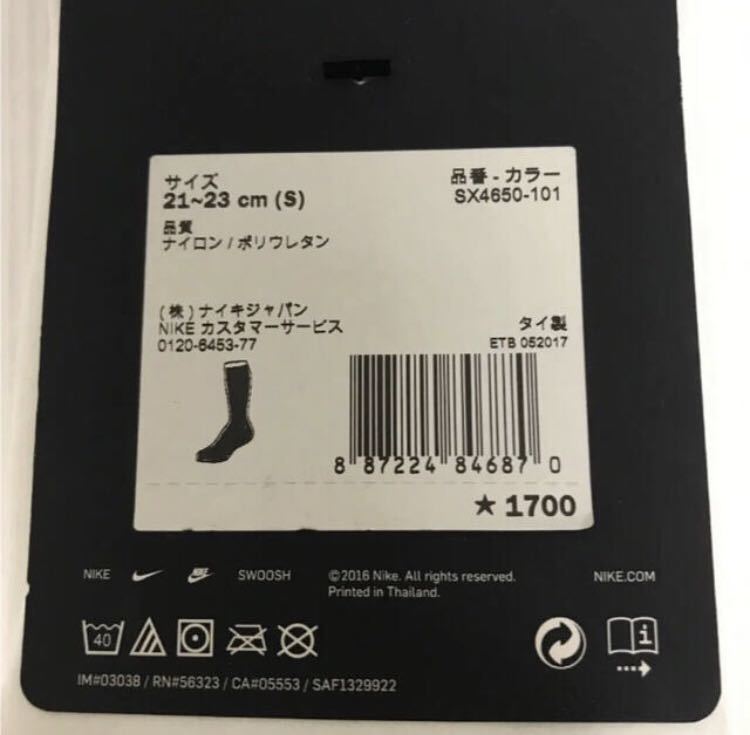 サイズ
21~23 cm (S)
品番 - カラー
SX4650-101
品質
ナイロン / ポリウレタン
(株) ナイキジャパン
NIKE カスタマーサービス
0120-6453-77
タイ製
ETB 052017
8 87224 84687 0
★ 1700
NIKE NIKE SWOOSH ©2016 Nike. All rights reserved. NIKE.COM
Printed in Thailand.
40
i
IM#03038 / RN#56323 / CA#05553 / SAF1329922